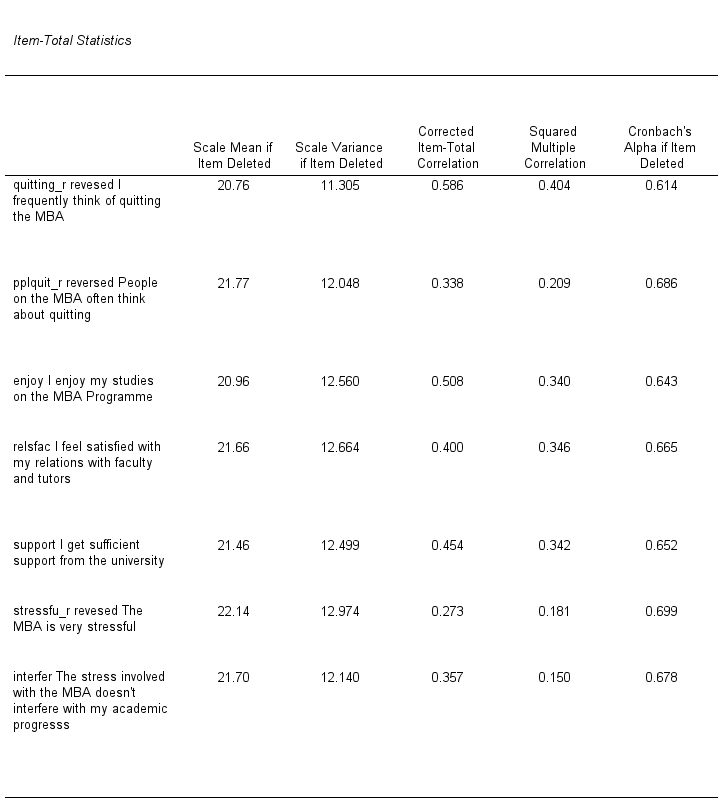 Item-Total Statistics
Scale Mean if Item Deleted
Scale Variance if Item Deleted
Corrected Item-Total Correlation
Squared Multiple Correlation
Cronbach's Alpha if Item Deleted
quitting_r revesed I 20.76 11.305 0.586 0.404 0.614
frequently think of quitting
the MBA
pplquit_r reversed People 21.77 12.048 0.338 0.209 0.686
on the MBA often think
about quitting
enjoy I enjoy my studies 20.96 12.560 0.508 0.340 0.643
on the MBA Programme
relsfac I feel satisfied with 21.66 12.664 0.400 0.346 0.665
my relations with faculty
and tutors
support I get sufficient 21.46 12.499 0.454 0.342 0.652
support from the university
stressfu_r revesed The 22.14 12.974 0.273 0.181 0.699
MBA is very stressful
interfer The stress involved 21.70 12.140 0.357 0.150 0.678
with the MBA doesn't
interfere with my academic
progresss